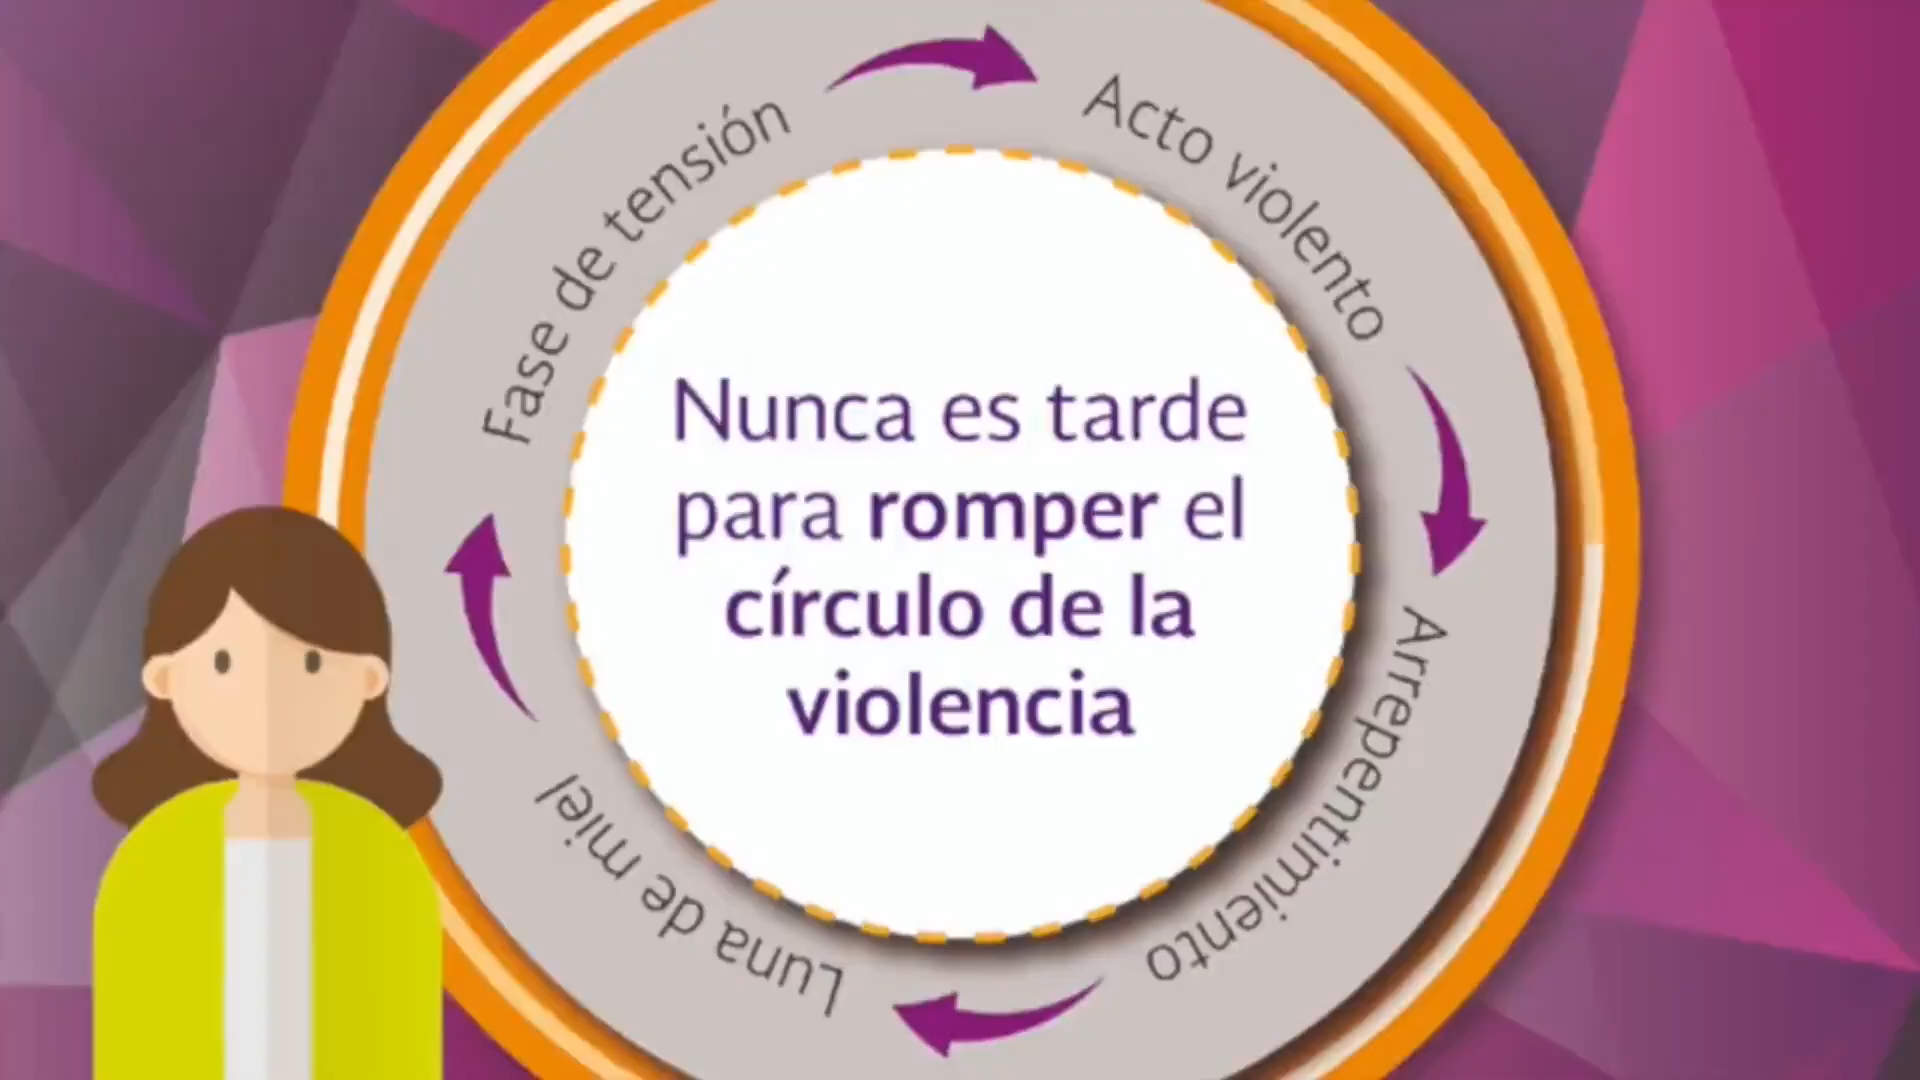 Fase de tensión
Acto violento
Nunca es tarde
para romper el
círculo de la
violencia
Arrepentimiento
Luna de miel